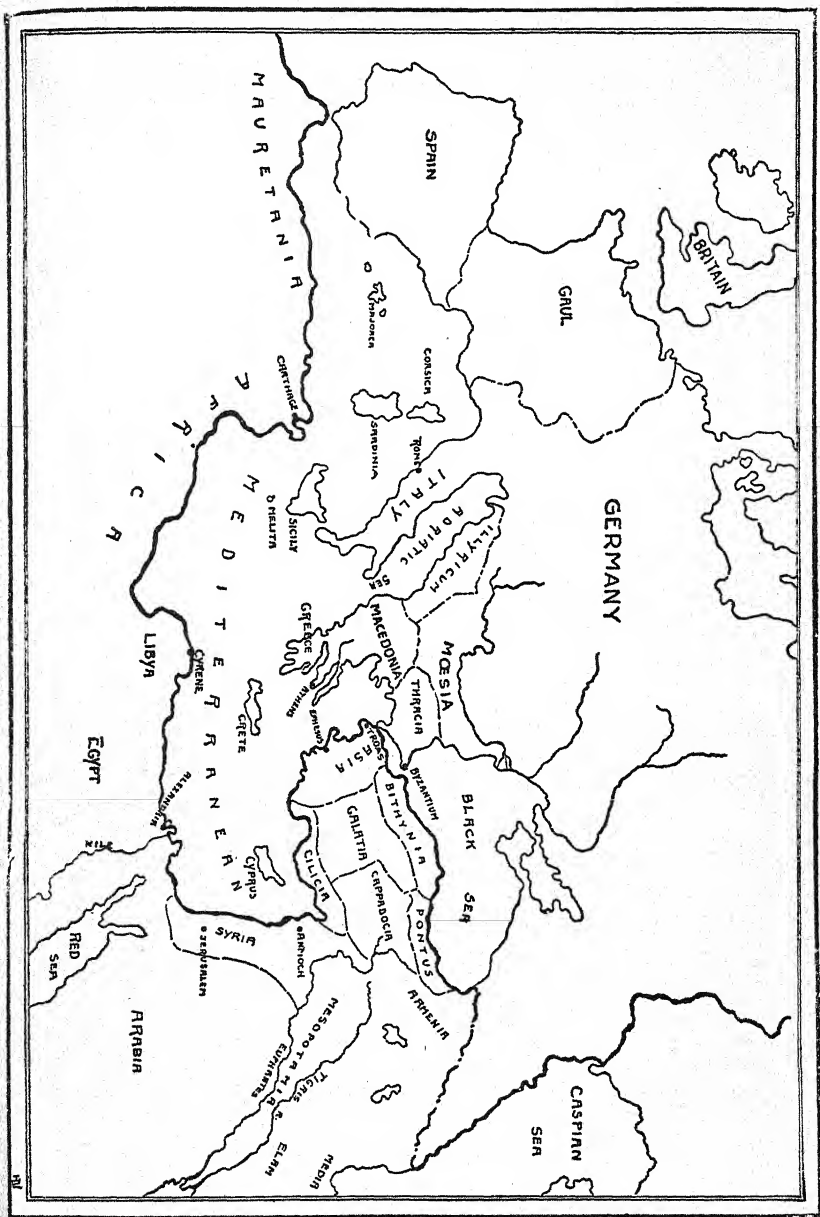 BRITAIN
GAUL
SPAIN
GERMANY
MAURETANIA
MAJORCA
CORSICA
SARDINIA
ROME
ITALY
ADRIATIC
SEA
ILLYRICUM
CARTHAGE
AFRICA
SICILY
MELITA
MEDITERRANEAN
MACEDONIA
MŒSIA
THRACIA
GREECE
ATHENS
CRETE
LIBYA
CYRENE
EGYPT
ALEXANDRIA
NILE
TROAS
ASIA
BYZANTIUM
BLACK
SEA
BITHYNIA
GALATIA
CILICIA
CAPPADOCIA
PONTUS
CYPRUS
SYRIA
ANTIOCH
JERUSALEM
RED
SEA
ARABIA
ARMENIA
MESOPOTAMIA
EUPHRATES
TIGRIS R.
ELAM
MEDIA
CASPIAN
SEA